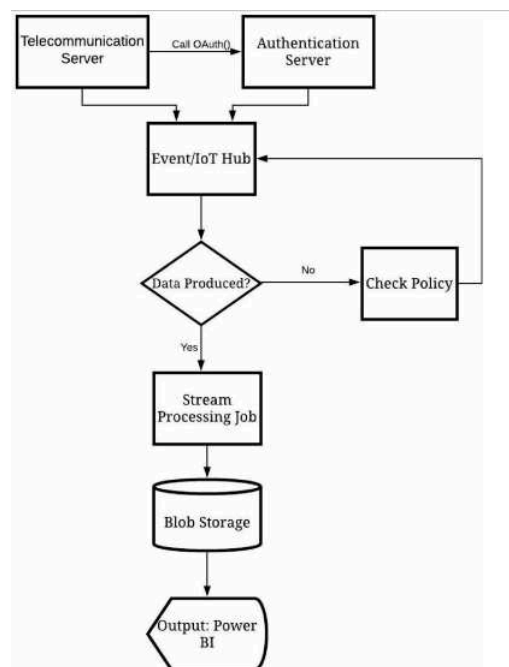 Telecommunication
Server
Call OAuth()
Authentication
Server
Event/IoT Hub
Data Produced?
No
Check Policy
Yes
Stream
Processing Job
Blob Storage
Output: Power
BI